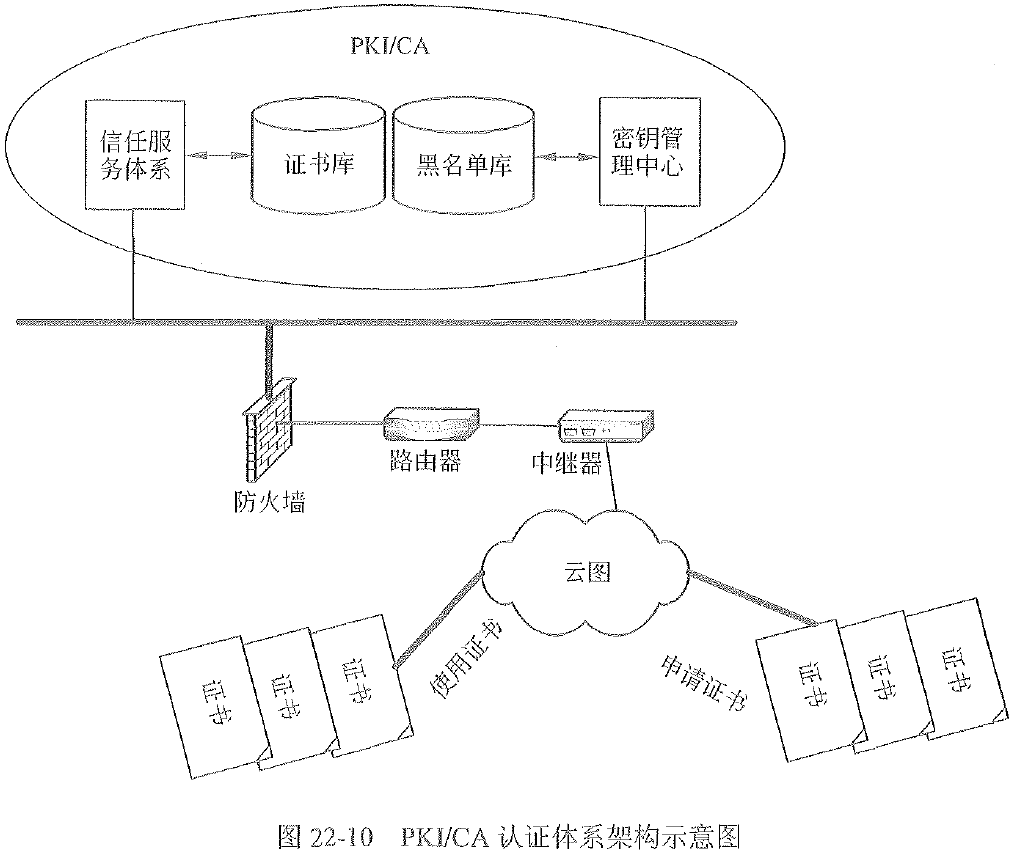 PKI/CA
信任服
务体系
证书库
黑名单库
密钥管
理中心
防火墙
路由器
中继器
云图
使用证书
申请证书
证书
证书
证书
证书
证书
证书
图 22-10 PKI/CA 认证体系架构示意图